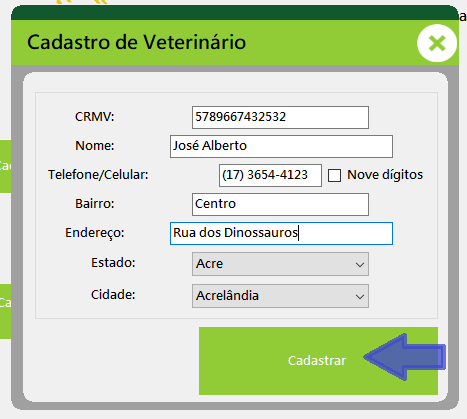 a
Cadastro de Veterinário
CRMV: 5789667432532
Nome: José Alberto
Telefone/Celular: (17) 3654-4123 Nove dígitos
Cad
Bairro: Centro
Endereço: Rua dos Dinossauros
Estado: Acre
Cidade: Acrelândia
Ca
Cadastrar